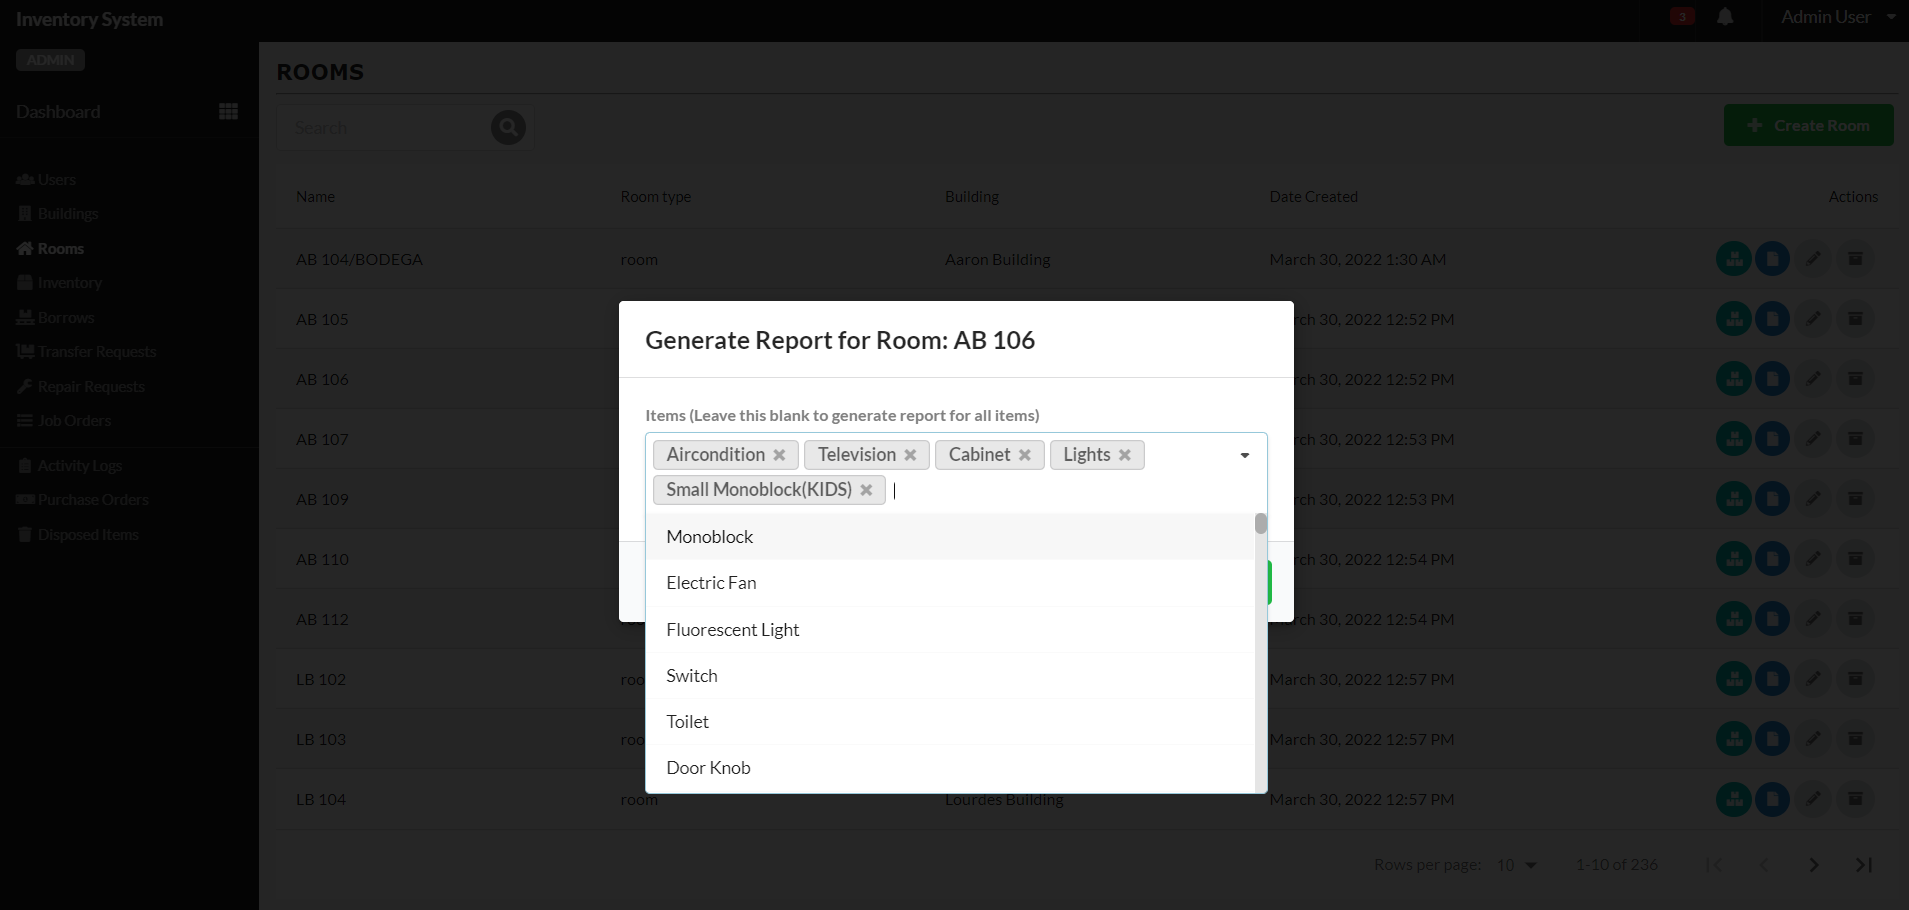 Inventory System
3
Admin User
ADMIN
Dashboard
Users
Buildings
Rooms
Inventory
Borrows
Transfer Requests
Repair Requests
Job Orders
Activity Logs
Purchase Orders
Disposed Items
ROOMS
Search
Create Room
Name Room type Building Date Created Actions
AB 104/BODEGA room Aaron Building March 30, 2022 1:30 AM
AB 105 rch 30, 2022 12:52 PM
AB 106 rch 30, 2022 12:52 PM
AB 107 rch 30, 2022 12:53 PM
AB 109 rch 30, 2022 12:53 PM
AB 110 rch 30, 2022 12:54 PM
AB 112 rch 30, 2022 12:54 PM
LB 102 roo March 30, 2022 12:57 PM
LB 103 roo March 30, 2022 12:57 PM
LB 104 room Lourdes Building March 30, 2022 12:57 PM
Rows per page: 10 1-10 of 236
Generate Report for Room: AB 106
Items (Leave this blank to generate report for all items)
Aircondition Television Cabinet Lights
Small Monoblock(KIDS)
Monoblock
Electric Fan
Fluorescent Light
Switch
Toilet
Door Knob